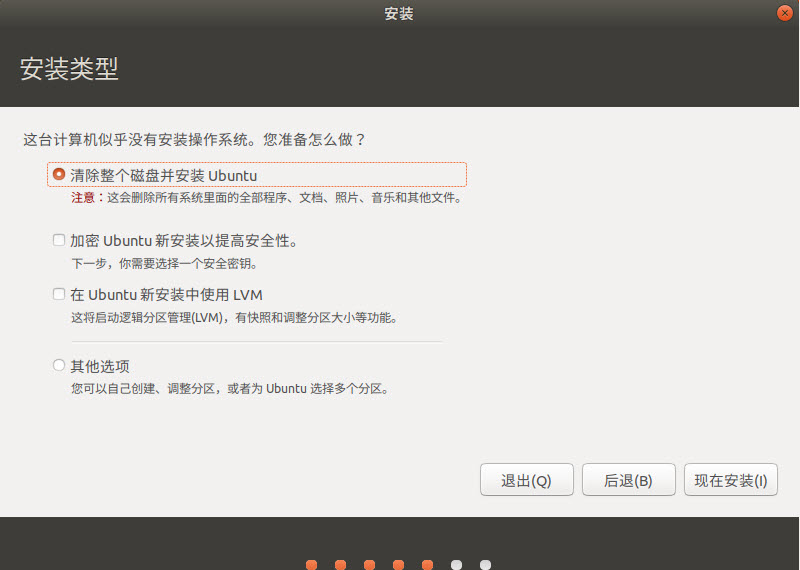 安装
安装类型
这台计算机似乎没有安装操作系统。您准备怎么做？
清除整个磁盘并安装 Ubuntu
注意：这会删除所有系统里面的全部程序、文档、照片、音乐和其他文件。
加密 Ubuntu 新安装以提高安全性。
下一步，你需要选择一个安全密钥。
在 Ubuntu 新安装中使用 LVM
这将启动逻辑分区管理(LVM)，有快照和调整分区大小等功能。
其他选项
您可以自己创建、调整分区，或者为 Ubuntu 选择多个分区。
退出(Q) 后退(B) 现在安装(I)